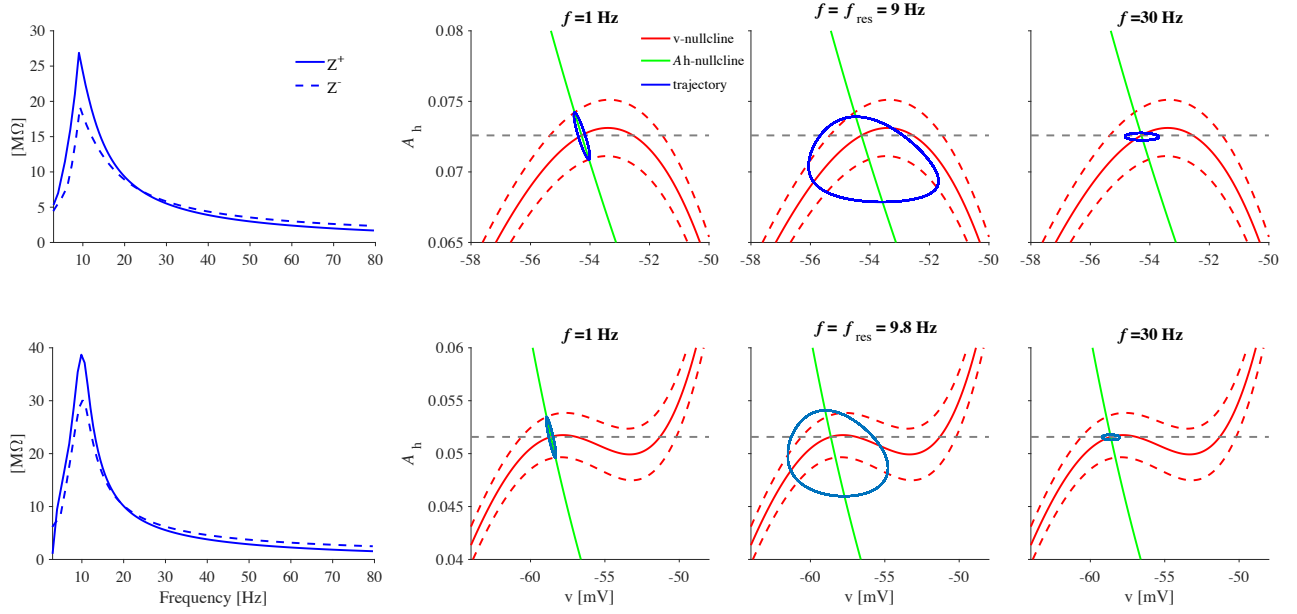 f =1 Hz
f = f res = 9 Hz
f =30 Hz
[MΩ]
30
25
20
15
10
5
0
10 20 30 40 50 60 70 80
Z+
Z-
A h
0.08
0.075
0.07
0.065
-58 -56 -54 -52 -50
v-nullcline
Ah-nullcline
trajectory
-58 -56 -54 -52 -50
-58 -56 -54 -52 -50
f =1 Hz
f = f res = 9.8 Hz
f =30 Hz
[MΩ]
40
30
20
10
0
10 20 30 40 50 60 70 80
Frequency [Hz]
A h
0.06
0.055
0.05
0.045
0.04
-60 -55 -50
v [mV]
-60 -55 -50
v [mV]
-60 -55 -50
v [mV]